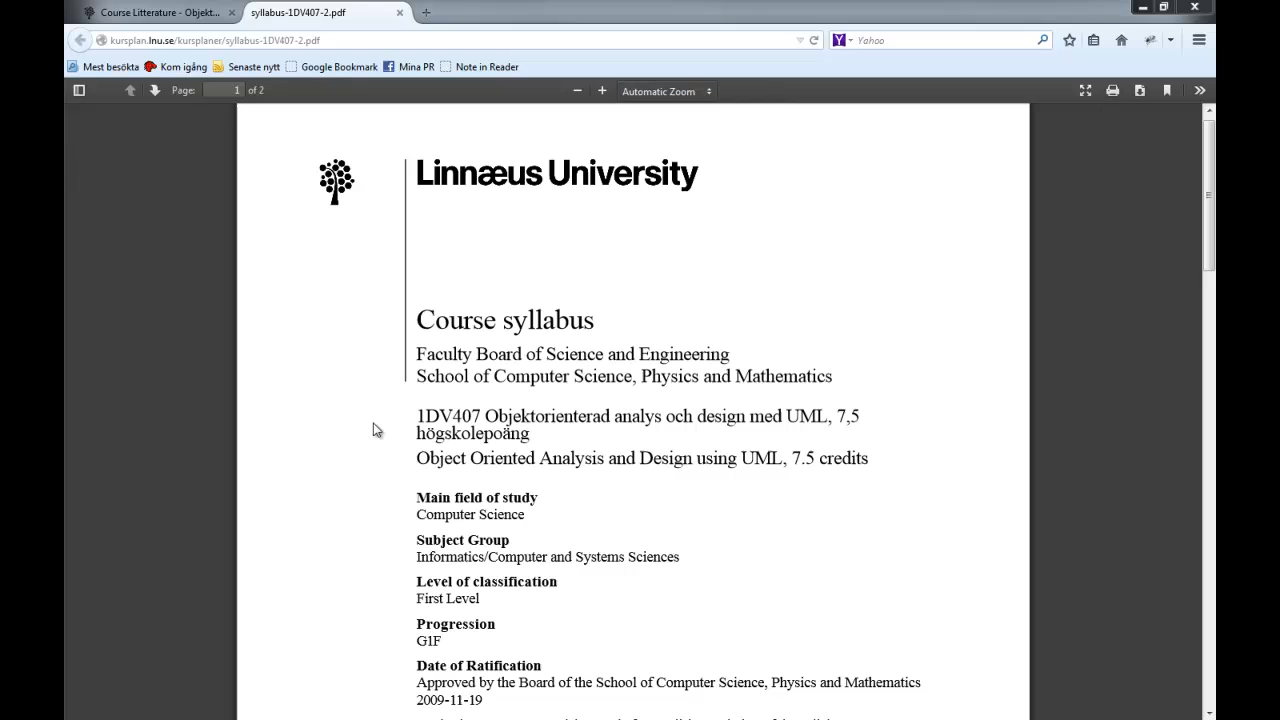 Course Litterature - Objekt...
syllabus-1DV407-2.pdf
kursplan.lnu.se/kursplaner/syllabus-1DV407-2.pdf
Yahoo
Mest besökta
Kom igång
Senaste nytt
Google Bookmark
Mina PR
Note in Reader
Page: 1 of 2
Automatic Zoom
Linnæus University
Course syllabus
Faculty Board of Science and Engineering
School of Computer Science, Physics and Mathematics
1DV407 Objektorienterad analys och design med UML, 7,5
högskolepoäng
Object Oriented Analysis and Design using UML, 7.5 credits
Main field of study
Computer Science
Subject Group
Informatics/Computer and Systems Sciences
Level of classification
First Level
Progression
G1F
Date of Ratification
Approved by the Board of the School of Computer Science, Physics and Mathematics
2009-11-19